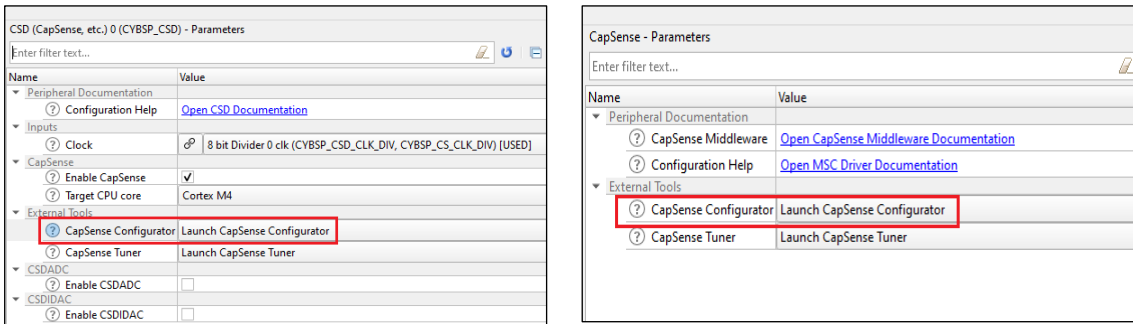 CSD (CapSense, etc.) 0 (CYBSP_CSD) - Parameters
Enter filter text...
Name Value
Peripheral Documentation
? Configuration Help Open CSD Documentation
Inputs
? Clock 8 bit Divider 0 clk (CYBSP_CSD_CLK_DIV, CYBSP_CS_CLK_DIV) [USED]
CapSense
? Enable CapSense
? Target CPU core Cortex M4
External Tools
? CapSense Configurator Launch CapSense Configurator
? CapSense Tuner Launch CapSense Tuner
CSDADC
? Enable CSDADC
CSDIDAC
? Enable CSDIDAC
CapSense - Parameters
Enter filter text...
Name Value
Peripheral Documentation
? CapSense Middleware Open CapSense Middleware Documentation
? Configuration Help Open MSC Driver Documentation
External Tools
? CapSense Configurator Launch CapSense Configurator
? CapSense Tuner Launch CapSense Tuner